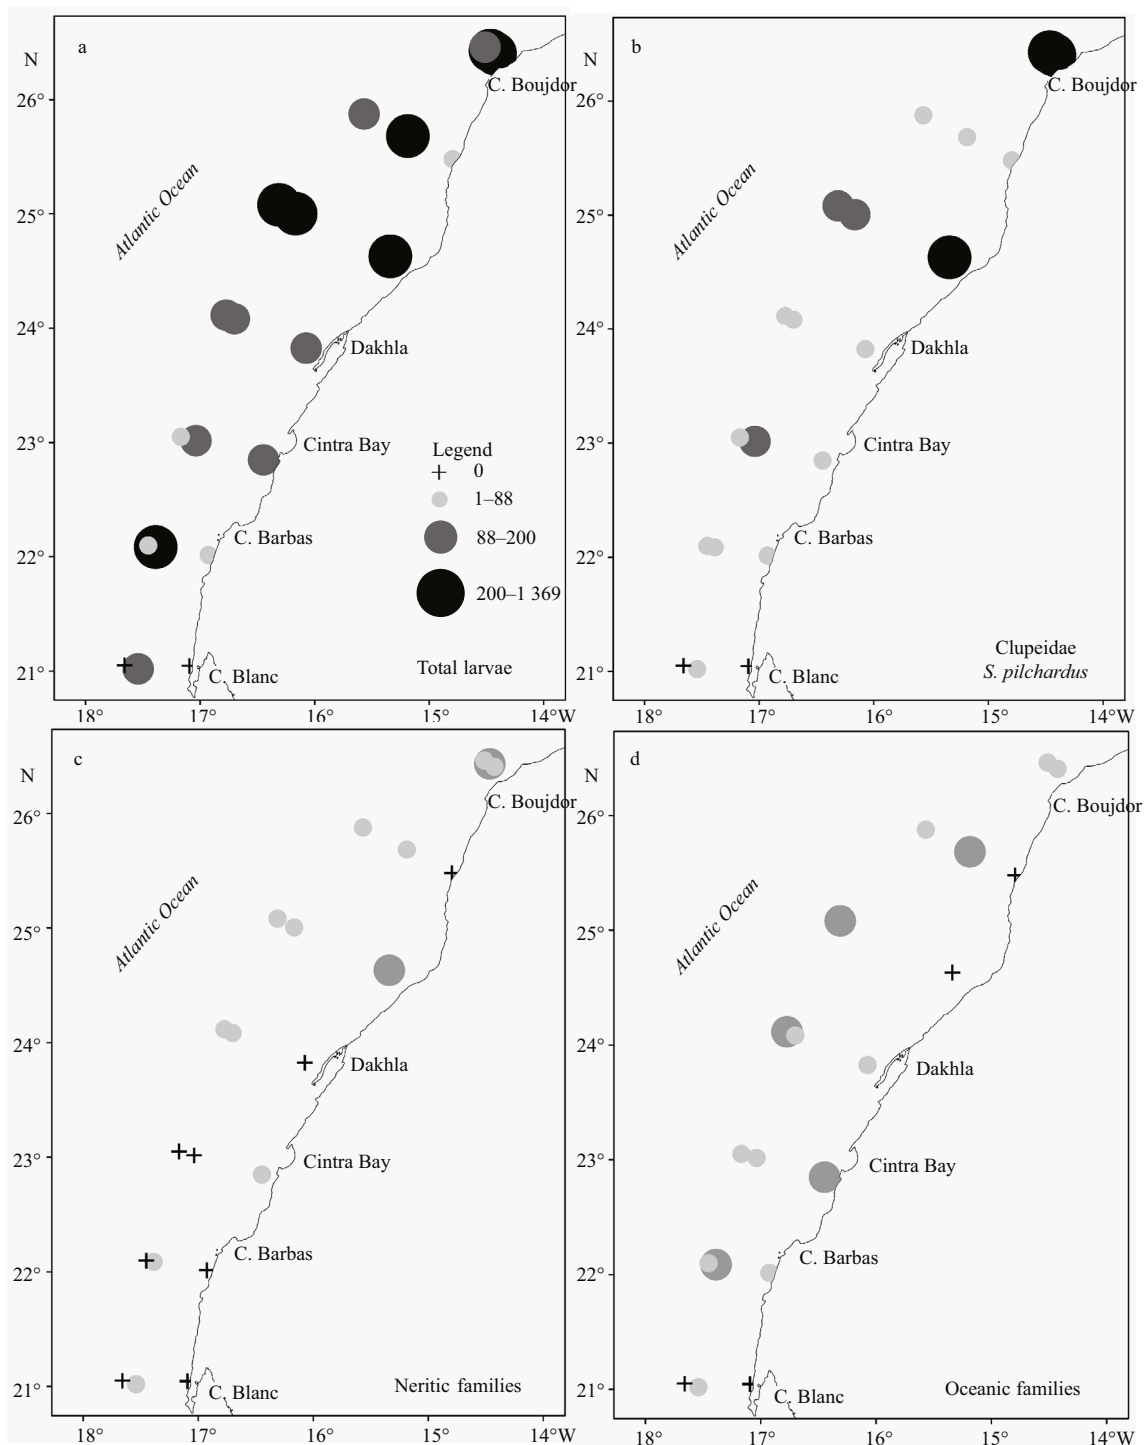 a
N
C. Boujdor
26°
Atlantic Ocean
25°
24°
Dakhla
23°
Cintra Bay
Legend
0
1–88
C. Barbas
88–200
22°
200–1 369
Total larvae
21°
C. Blanc
18° 17° 16° 15° 14°W
b
N
C. Boujdor
26°
Atlantic Ocean
25°
24°
Dakhla
23°
Cintra Bay
C. Barbas
22°
Clupeidae
S. pilchardus
21°
C. Blanc
18° 17° 16° 15° 14°W
c
N
C. Boujdor
26°
Atlantic Ocean
25°
24°
Dakhla
23°
Cintra Bay
C. Barbas
22°
21°
C. Blanc
Neritic families
18° 17° 16° 15° 14°W
d
N
C. Boujdor
26°
Atlantic Ocean
25°
24°
Dakhla
23°
Cintra Bay
C. Barbas
22°
21°
C. Blanc
Oceanic families
18° 17° 16° 15° 14°W